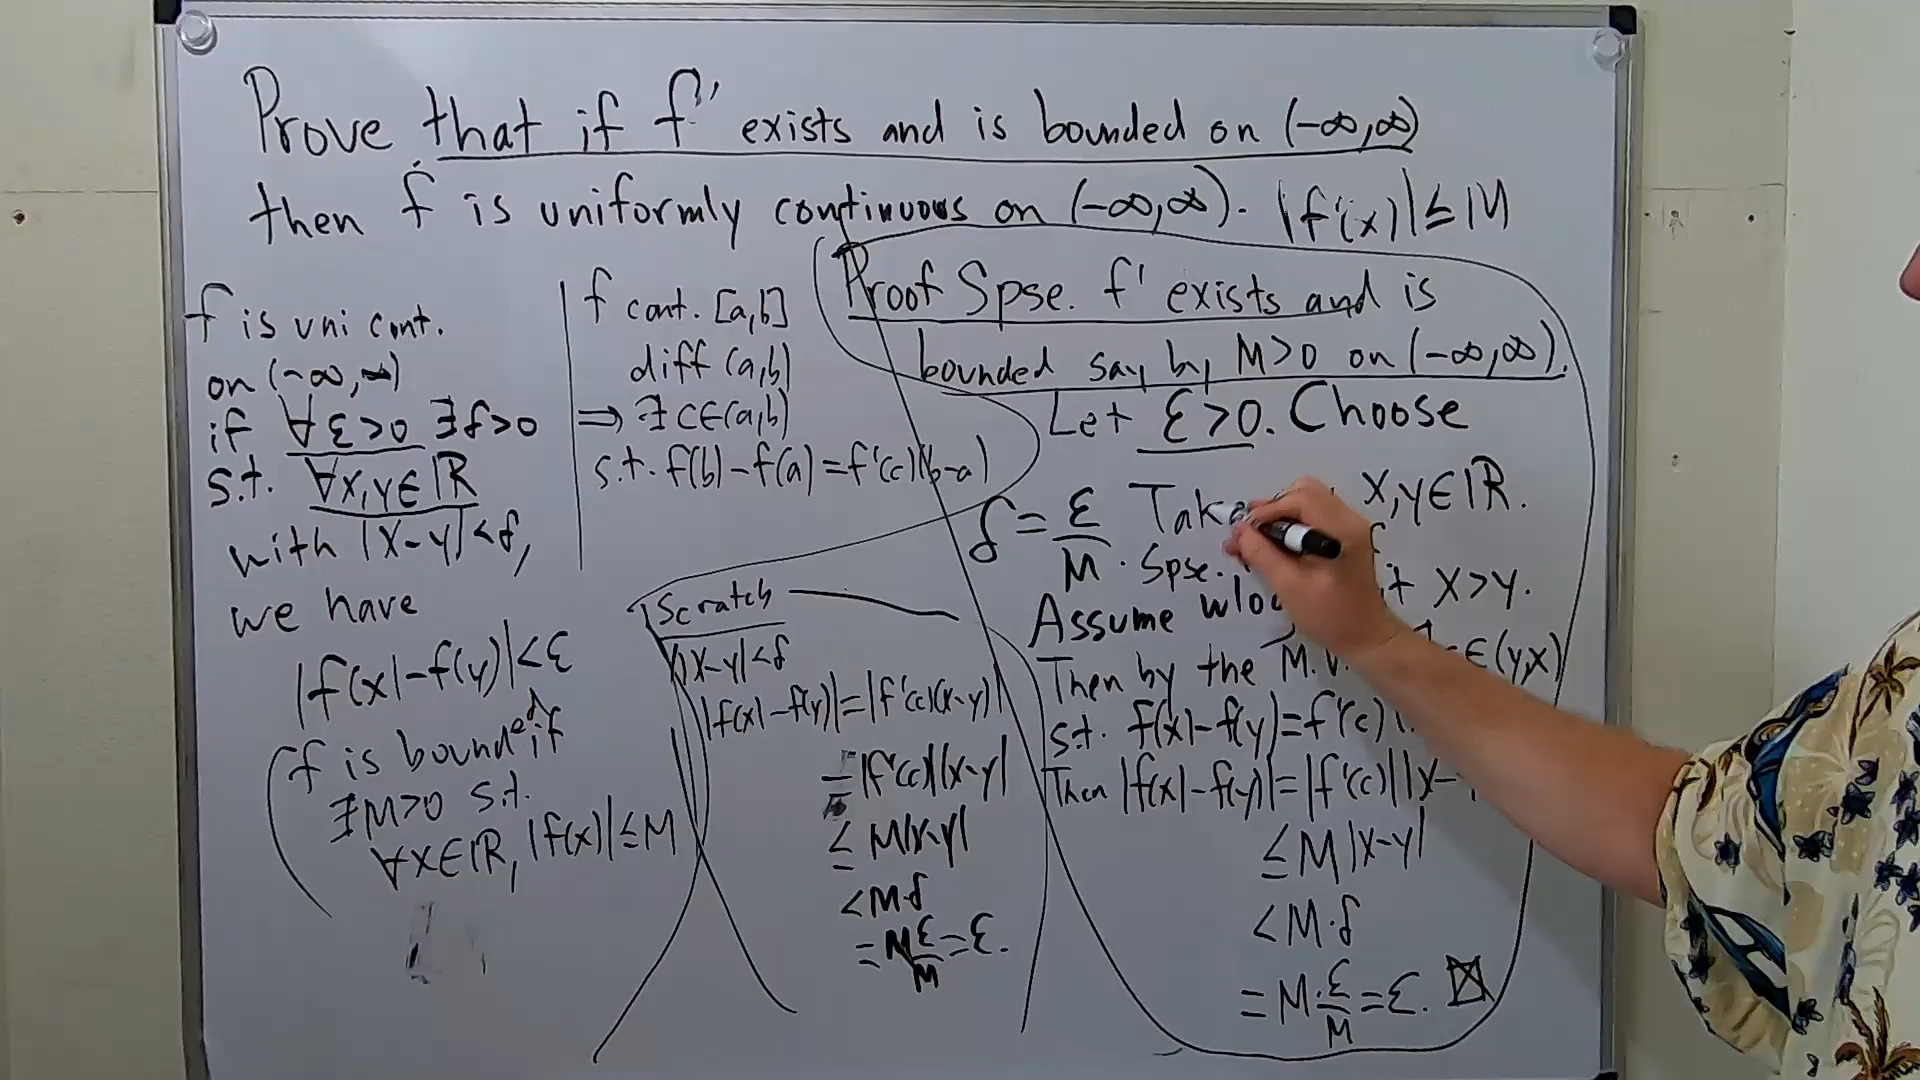 Prove that if f' exists and is bounded on (-∞,∞)
then f is uniformly continuous on (-∞,∞). |f'(x)| ≤ M
f is uni cont.
on (-∞,∞)
if ∀ε>0 ∃δ>0
s.t. ∀x,y∈ℝ
with |x-y|<δ,
we have
|f(x)-f(y)|<ε
f is bounded if
∃M>0 s.t.
∀x∈ℝ, |f(x)|≤M
f cont. [a,b]
diff (a,b)
⇒ ∃ c∈(a,b)
s.t. f(b)-f(a)=f'(c)(b-a)
Scratch
|x-y|<δ
|f(x)-f(y)|=|f'(c)(x-y)|
=|f'(c)||x-y|
≤ M|x-y|
<M·δ
=M ε/M=ε.
Proof Spse. f' exists and is
bounded say by M>0 on (-∞,∞).
Let ε>0. Choose
δ=ε/M. Take x,y∈ℝ.
Spse.
Assume wlog x>y.
Then by the M.V. c∈(y,x)
s.t. f(x)-f(y)=f'(c)
Then |f(x)-f(y)|=|f'(c)||x-
≤M|x-y|
<M·δ
=M·ε/M=ε.